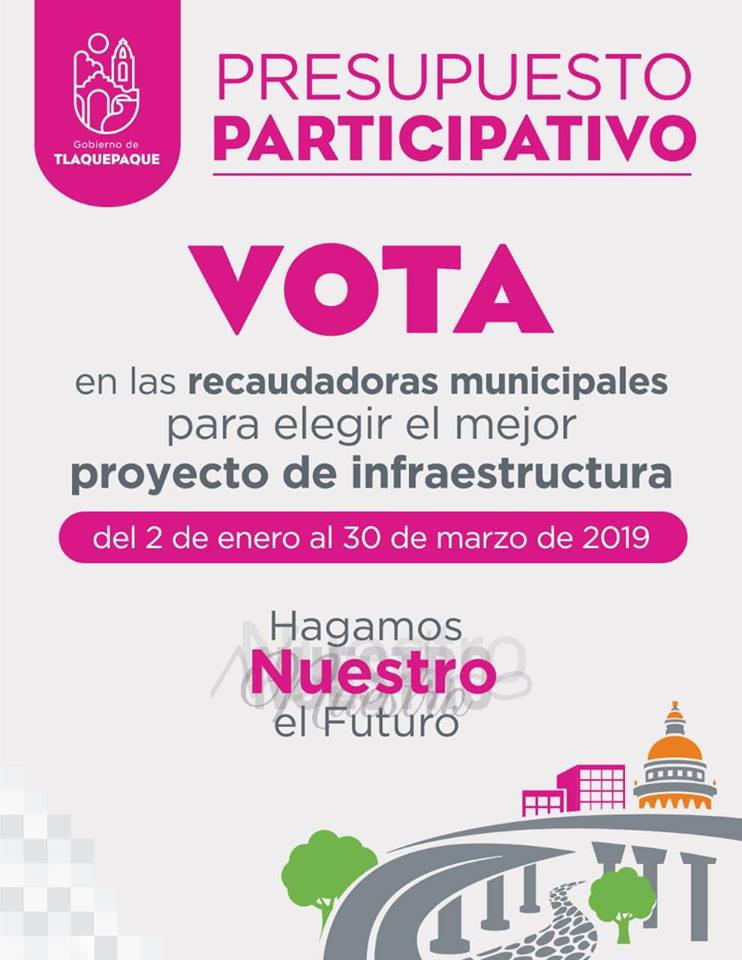 Gobierno de
TLAQUEPAQUE
PRESUPUESTO
PARTICIPATIVO
VOTA
en las recaudadoras municipales
para elegir el mejor
proyecto de infraestructura
del 2 de enero al 30 de marzo de 2019
Hagamos
Nuestro
el Futuro